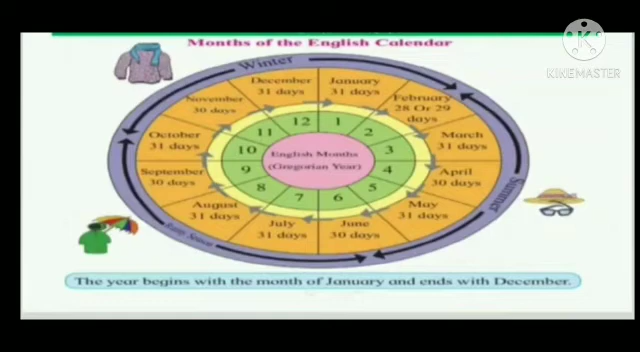 Months of the English Calendar
KINEMASTER
Winter
December
31 days
January
31 days
February
28 Or 29
days
March
31 days
April
30 days
May
31 days
June
30 days
July
31 days
August
31 days
September
30 days
October
31 days
November
30 days
12
1
2
3
4
5
6
7
8
9
10
11
English Months
(Gregorian Year)
Summer
Rainy Season
The year begins with the month of January and ends with December.